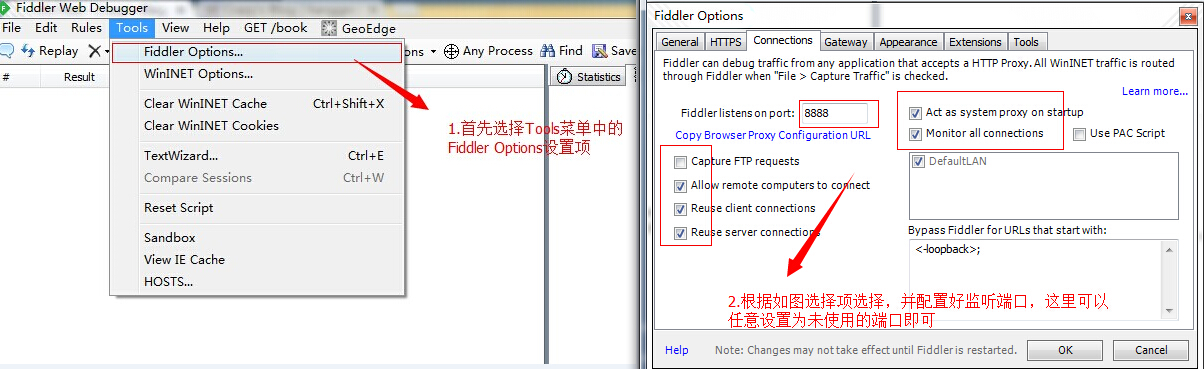 Fiddler Web Debugger
File Edit Rules Tools View Help GET /book GeoEdge
Replay Any Process Find Save
# Result
Statistics
Fiddler Options...
WinINET Options...
Clear WinINET Cache Ctrl+Shift+X
Clear WinINET Cookies
TextWizard... Ctrl+E
Compare Sessions Ctrl+W
Reset Script
Sandbox
View IE Cache
HOSTS...
1.首先选择Tools菜单中的
Fiddler Options设置项
Fiddler Options
General HTTPS Connections Gateway Appearance Extensions Tools
Fiddler can debug traffic from any application that accepts a HTTP Proxy. All WinINET traffic is routed
through Fiddler when "File > Capture Traffic" is checked.
Learn more...
Fiddler listens on port: 8888
Copy Browser Proxy Configuration URL
Capture FTP requests
Allow remote computers to connect
Reuse client connections
Reuse server connections
Act as system proxy on startup
Monitor all connections Use PAC Script
DefaultLAN
Bypass Fiddler for URLs that start with:
<-loopback>;
2.根据如图选择项选择，并配置好监听端口，这里可以
任意设置为未使用的端口即可
Help Note: Changes may not take effect until Fiddler is restarted. OK Cancel